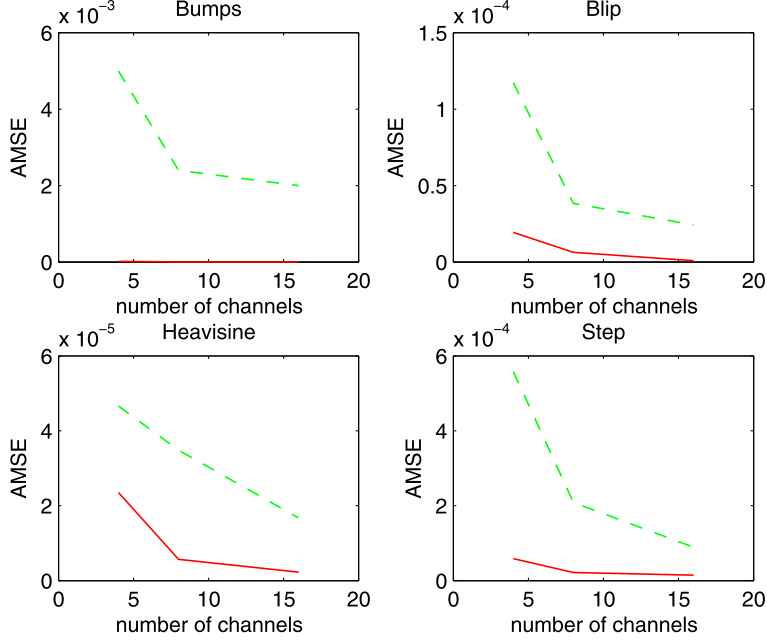 Bumps
x 10⁻³
6
4
2
0
AMSE
0 5 10 15 20
number of channels
Blip
x 10⁻⁴
1.5
1
0.5
0
AMSE
0 5 10 15 20
number of channels
Heavisine
x 10⁻⁵
6
4
2
0
AMSE
0 5 10 15 20
number of channels
Step
x 10⁻⁴
6
4
2
0
AMSE
0 5 10 15 20
number of channels